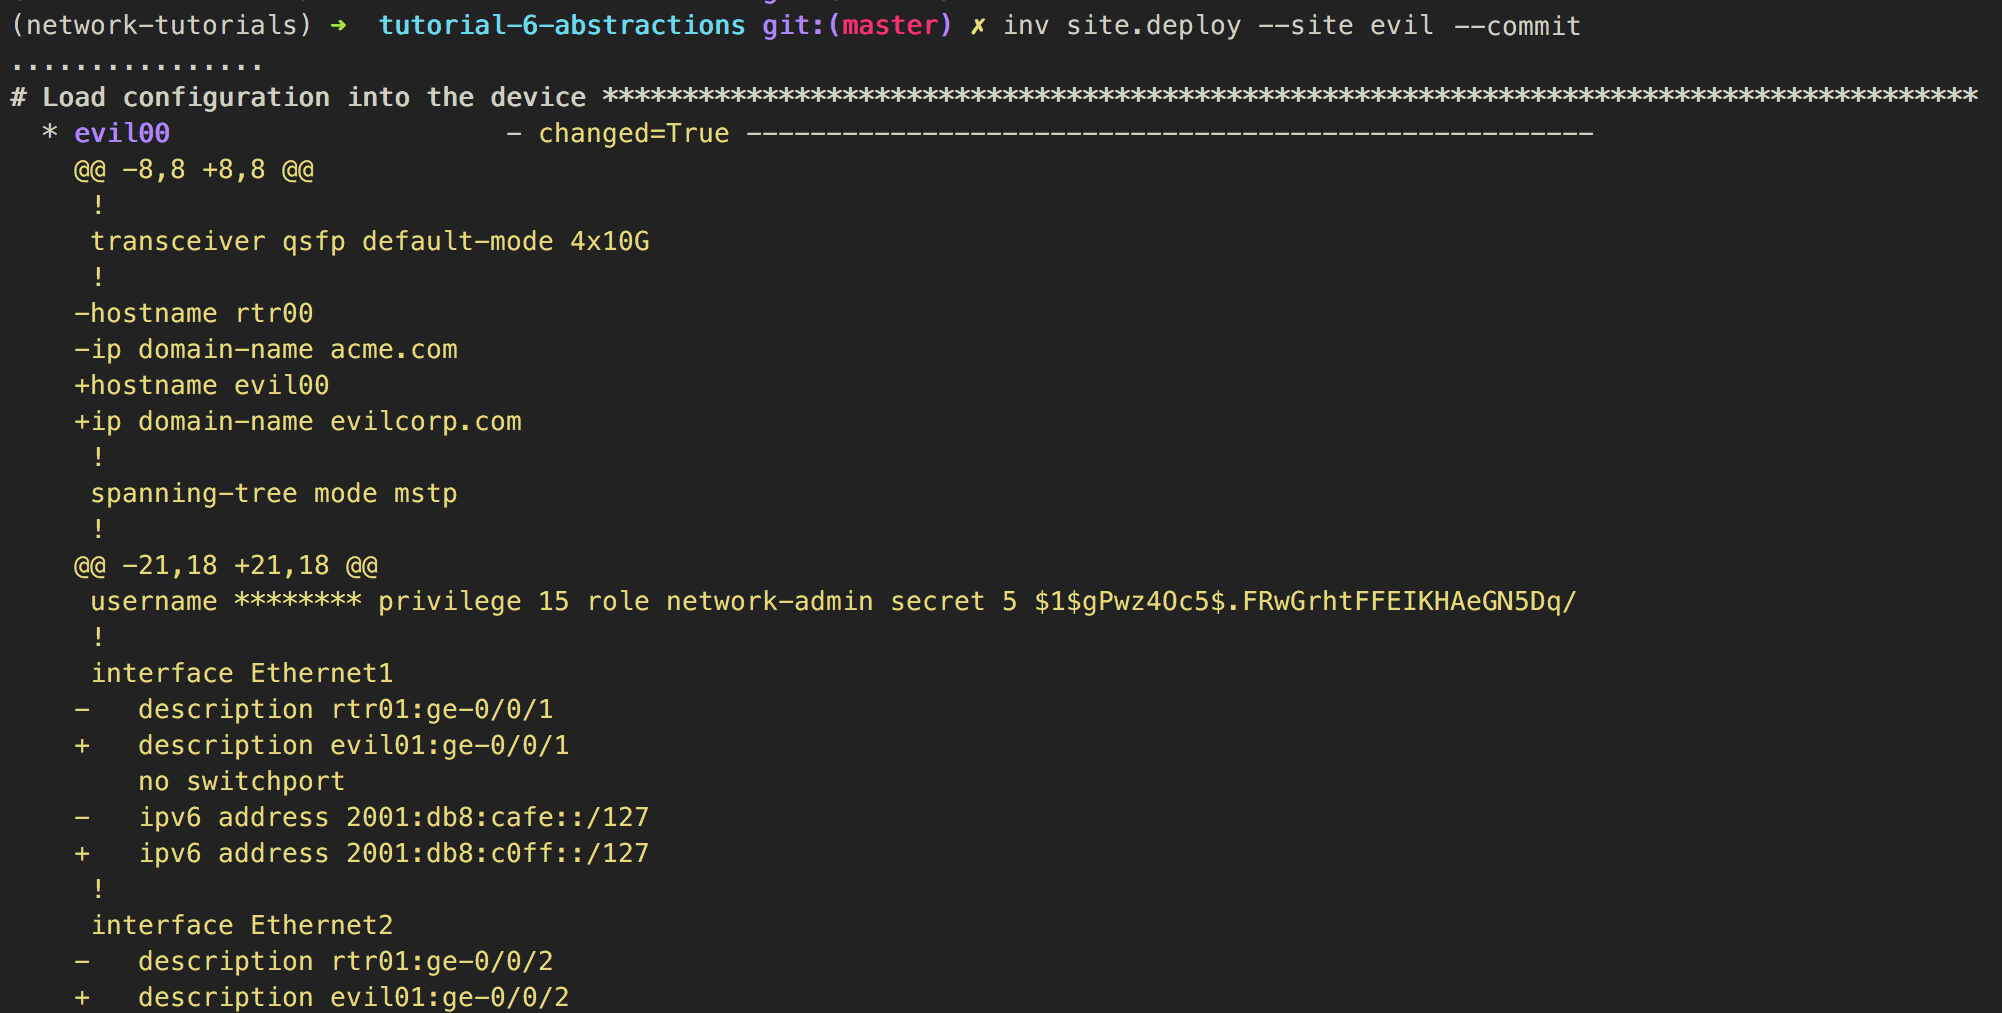 (network-tutorials) ➜  tutorial-6-abstractions git:(master) ✗ inv site.deploy --site evil --commit
................
# Load configuration into the device **************************************************************************************
  * evil00                     - changed=True -----------------------------------------------------
    @@ -8,8 +8,8 @@
     !
     transceiver qsfp default-mode 4x10G
     !
    -hostname rtr00
    -ip domain-name acme.com
    +hostname evil00
    +ip domain-name evilcorp.com
     !
     spanning-tree mode mstp
     !
    @@ -21,18 +21,18 @@
     username ******** privilege 15 role network-admin secret 5 $1$gPwz4Oc5$.FRwGrhtFFEIKHAeGN5Dq/
     !
     interface Ethernet1
    -   description rtr01:ge-0/0/1
    +   description evil01:ge-0/0/1
        no switchport
    -   ipv6 address 2001:db8:cafe::/127
    +   ipv6 address 2001:db8:c0ff::/127
     !
     interface Ethernet2
    -   description rtr01:ge-0/0/2
    +   description evil01:ge-0/0/2